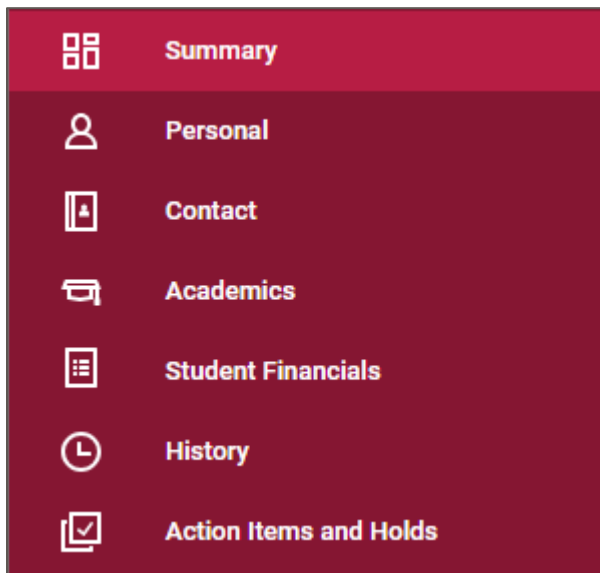 Summary
Personal
Contact
Academics
Student Financials
History
Action Items and Holds